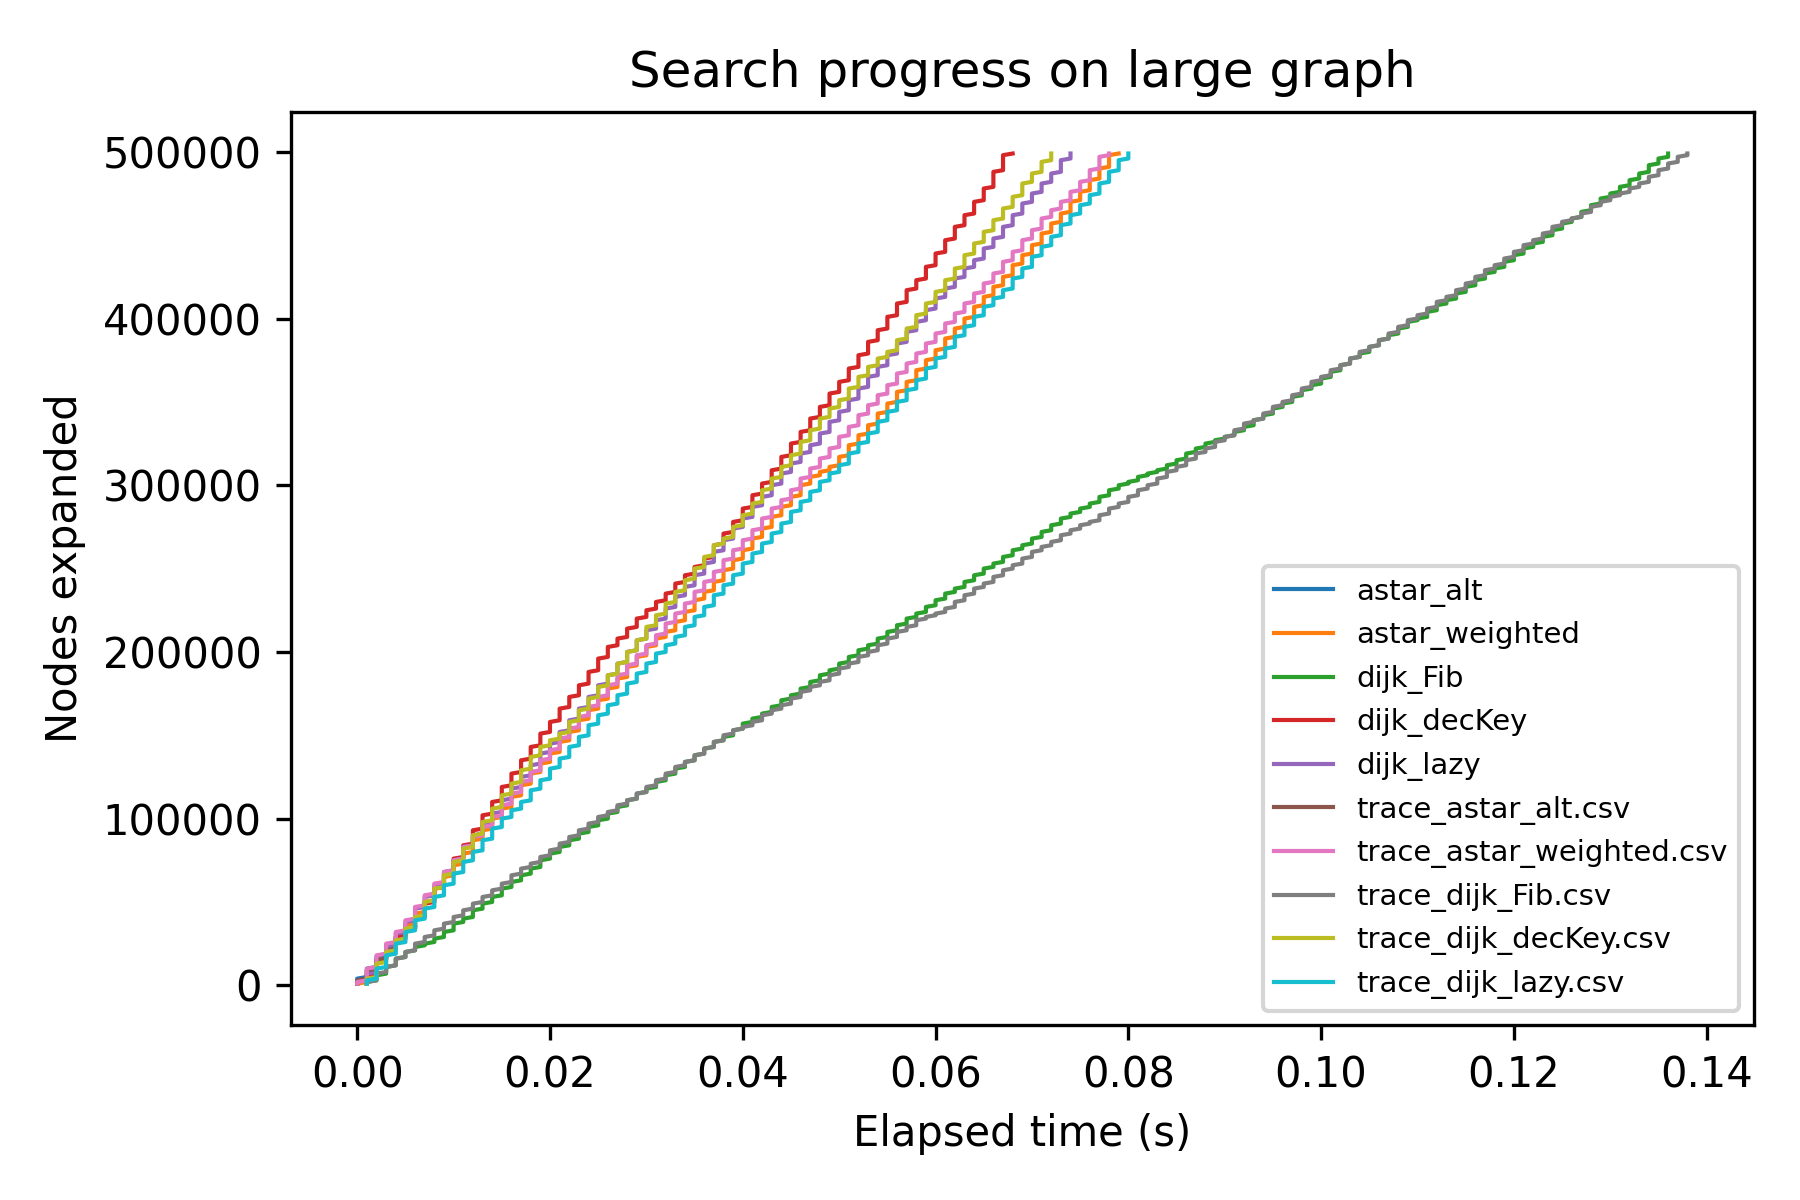 Search progress on large graph
500000
400000
300000
200000
100000
0
Nodes expanded
0.00 0.02 0.04 0.06 0.08 0.10 0.12 0.14
Elapsed time (s)
astar_alt
astar_weighted
dijk_Fib
dijk_decKey
dijk_lazy
trace_astar_alt.csv
trace_astar_weighted.csv
trace_dijk_Fib.csv
trace_dijk_decKey.csv
trace_dijk_lazy.csv